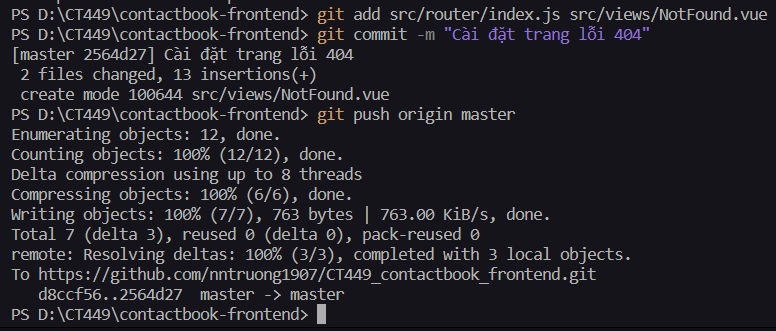 PS D:\CT449\contactbook-frontend> git add src/router/index.js src/views/NotFound.vue
PS D:\CT449\contactbook-frontend> git commit -m "Cài đặt trang lỗi 404"
[master 2564d27] Cài đặt trang lỗi 404
 2 files changed, 13 insertions(+)
 create mode 100644 src/views/NotFound.vue
PS D:\CT449\contactbook-frontend> git push origin master
Enumerating objects: 12, done.
Counting objects: 100% (12/12), done.
Delta compression using up to 8 threads
Compressing objects: 100% (6/6), done.
Writing objects: 100% (7/7), 763 bytes | 763.00 KiB/s, done.
Total 7 (delta 3), reused 0 (delta 0), pack-reused 0
remote: Resolving deltas: 100% (3/3), completed with 3 local objects.
To https://github.com/nntruong1907/CT449_contactbook_frontend.git
   d8ccf56..2564d27  master -> master
PS D:\CT449\contactbook-frontend>